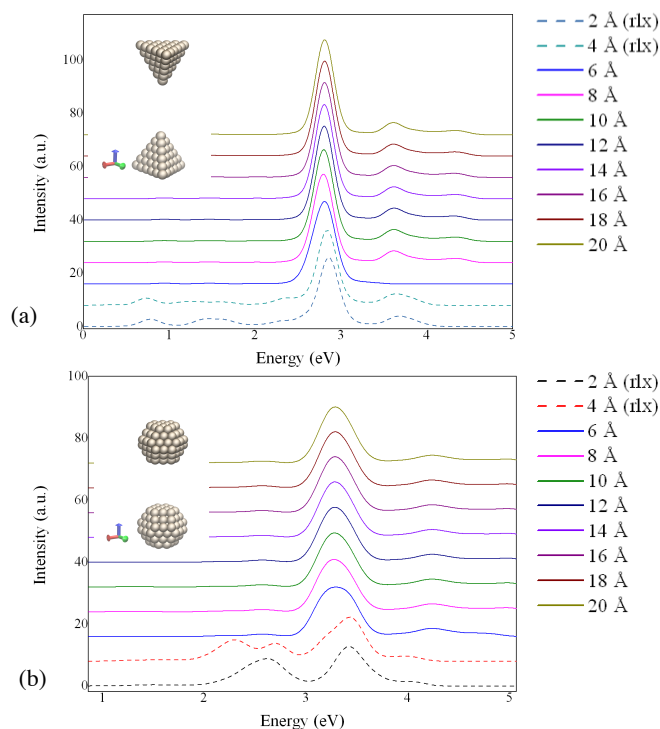 100
80
60
40
20
0
Intensity (a.u.)
0
1
2
3
4
5
Energy (eV)
(a)
2 Å (rlx)
4 Å (rlx)
6 Å
8 Å
10 Å
12 Å
14 Å
16 Å
18 Å
20 Å
100
80
60
40
20
0
Intensity (a.u.)
1
2
3
4
5
Energy (eV)
(b)
2 Å (rlx)
4 Å (rlx)
6 Å
8 Å
10 Å
12 Å
14 Å
16 Å
18 Å
20 Å